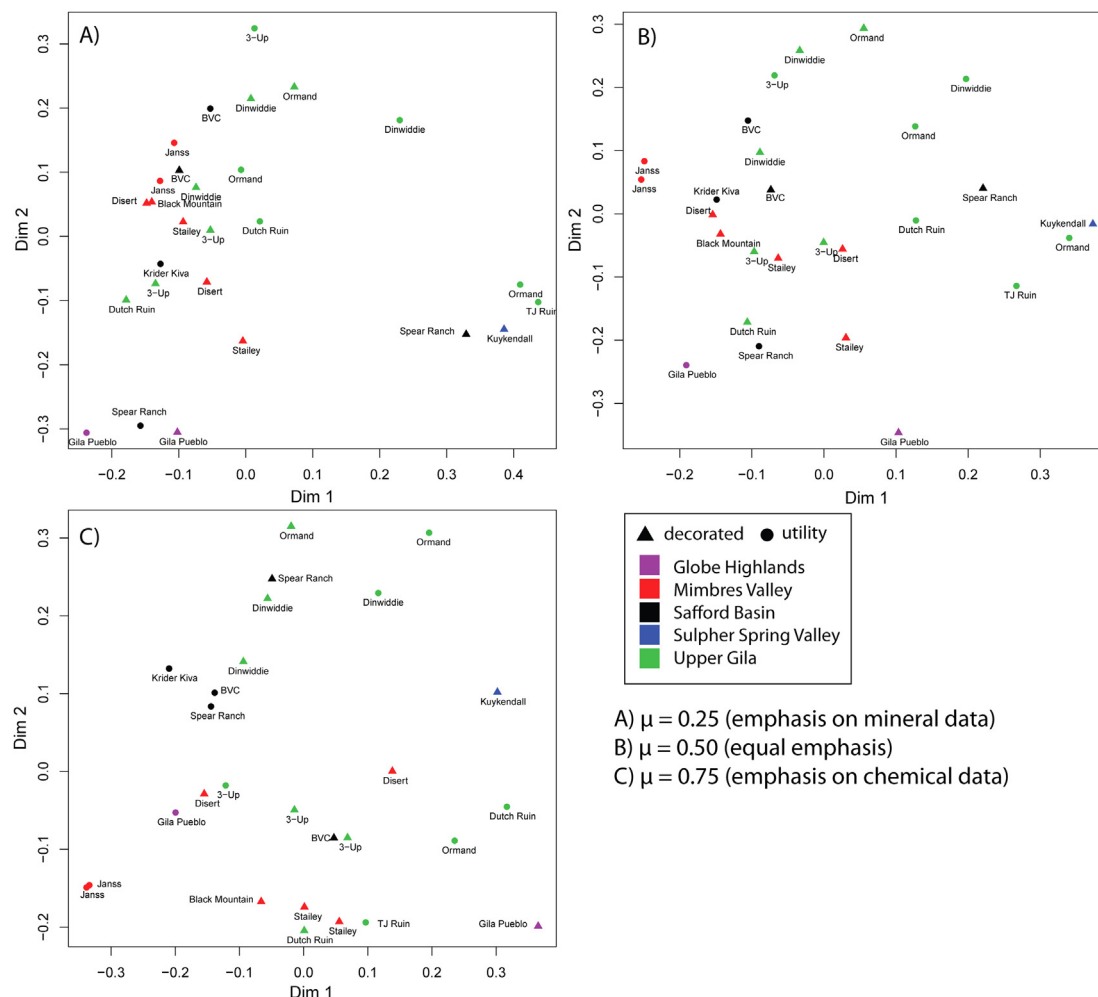 A)
3−Up
Ormand
Dinwiddie
BVC
Dinwiddie
Janss
Ormand
BVC
Janss
Dinwiddie
Disert
Black Mountain
Stailey
3−Up
Dutch Ruin
Krider Kiva
3−Up
Disert
Dutch Ruin
Ormand
TJ Ruin
Spear Ranch
Kuykendall
Stailey
Spear Ranch
Gila Pueblo
Gila Pueblo
0.3
0.2
0.1
0.0
−0.1
−0.2
−0.3
Dim 2
−0.2
−0.1
0.0
0.1
0.2
0.3
0.4
Dim 1
B)
Ormand
Dinwiddie
3−Up
Dinwiddie
BVC
Ormand
Dinwiddie
Janss
Janss
Krider Kiva
BVC
Spear Ranch
Disert
Kuykendall
Black Mountain
Dutch Ruin
Ormand
3−Up
3−Up
Stailey
Disert
TJ Ruin
Dutch Ruin
Spear Ranch
Stailey
Gila Pueblo
Gila Pueblo
0.3
0.2
0.1
0.0
−0.1
−0.2
−0.3
Dim 2
−0.2
−0.1
0.0
0.1
0.2
0.3
Dim 1
C)
Ormand
Ormand
Spear Ranch
Dinwiddie
Dinwiddie
Dinwiddie
Krider Kiva
BVC
Spear Ranch
Kuykendall
Disert
Disert
3−Up
Gila Pueblo
3−Up
BVC
3−Up
Dutch Ruin
Ormand
Janss
Janss
Black Mountain
Stailey
Stailey
TJ Ruin
Dutch Ruin
Gila Pueblo
0.3
0.2
0.1
0.0
−0.1
−0.2
Dim 2
−0.3
−0.2
−0.1
0.0
0.1
0.2
0.3
Dim 1
decorated utility
Globe Highlands
Mimbres Valley
Safford Basin
Sulpher Spring Valley
Upper Gila
A) μ = 0.25 (emphasis on mineral data)
B) μ = 0.50 (equal emphasis)
C) μ = 0.75 (emphasis on chemical data)